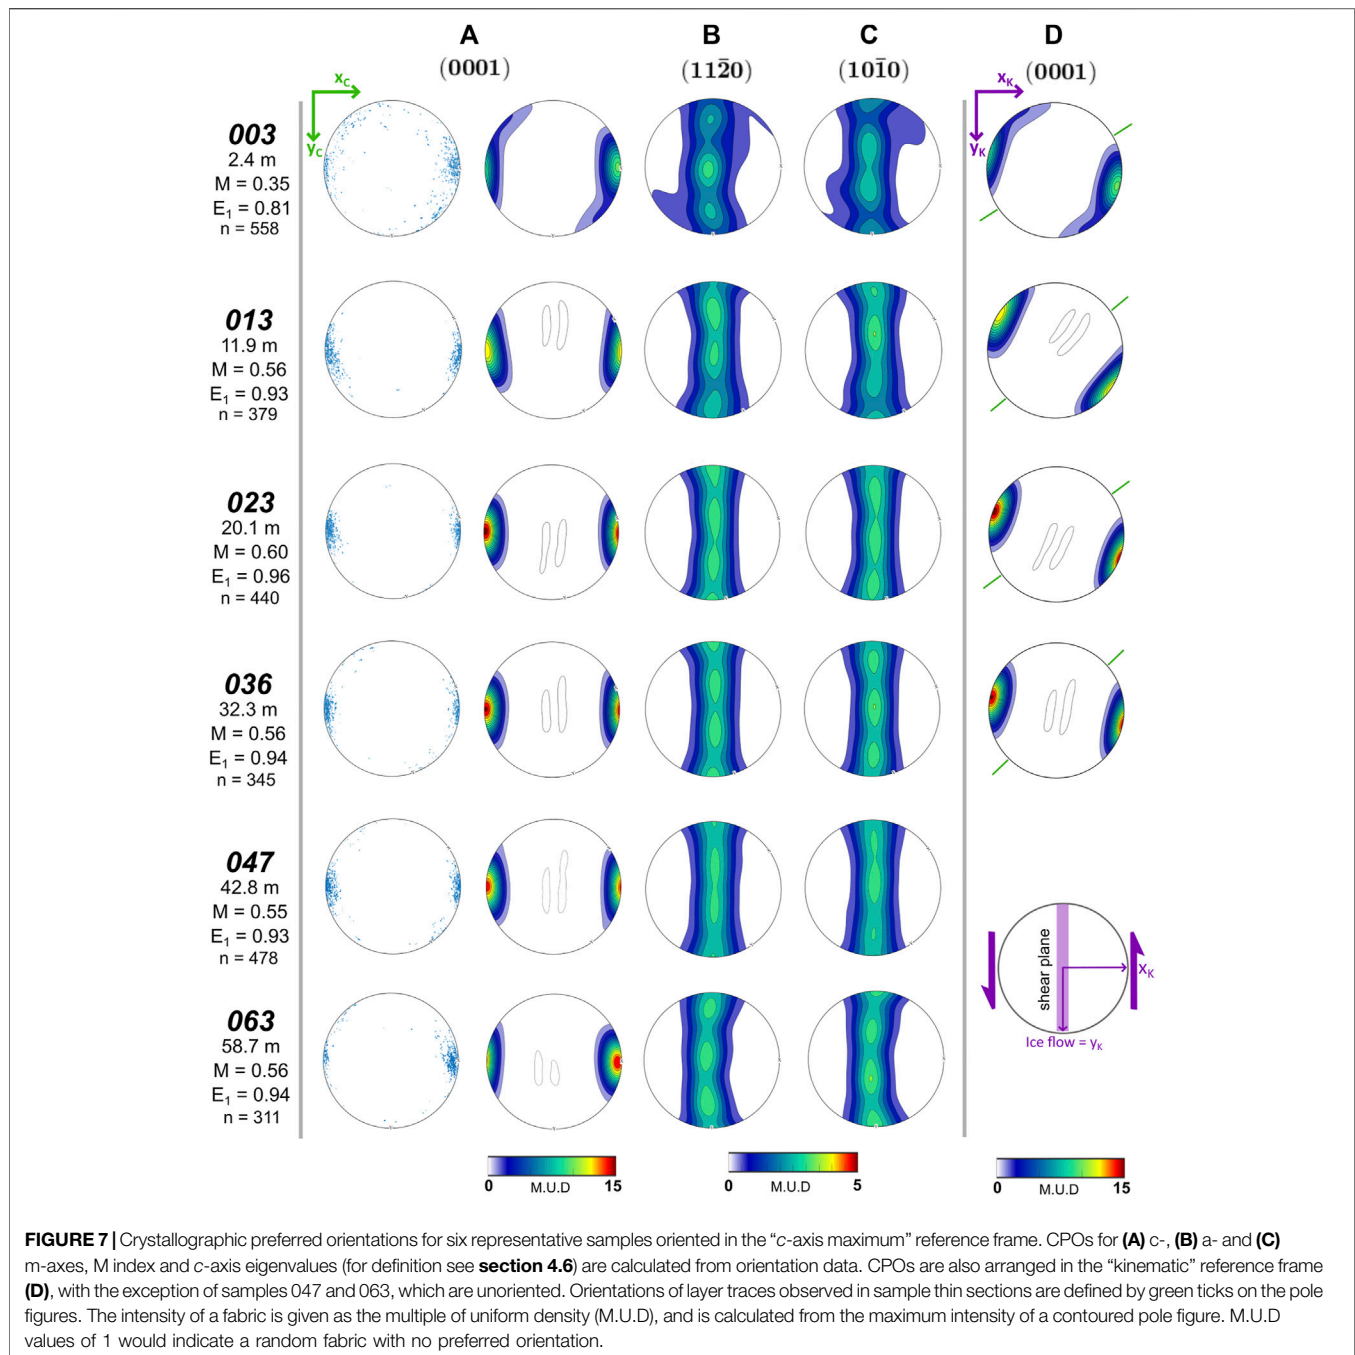 A B C D
(0001) (112̄0) (101̄0) (0001)
x_C x_K
y_C y_K
003
2.4 m
M = 0.35
E₁ = 0.81
n = 558
013
11.9 m
M = 0.56
E₁ = 0.93
n = 379
023
20.1 m
M = 0.60
E₁ = 0.96
n = 440
036
32.3 m
M = 0.56
E₁ = 0.94
n = 345
047
42.8 m
M = 0.55
E₁ = 0.93
n = 478
063
58.7 m
M = 0.56
E₁ = 0.94
n = 311
shear plane
x_K
Ice flow = y_K
0 M.U.D 15
0 M.U.D 5
0 M.U.D 15
FIGURE 7 | Crystallographic preferred orientations for six representative samples oriented in the “c-axis maximum” reference frame. CPOs for (A) c-, (B) a- and (C)
m-axes, M index and c-axis eigenvalues (for definition see section 4.6) are calculated from orientation data. CPOs are also arranged in the “kinematic” reference frame
(D), with the exception of samples 047 and 063, which are unoriented. Orientations of layer traces observed in sample thin sections are defined by green ticks on the pole
figures. The intensity of a fabric is given as the multiple of uniform density (M.U.D), and is calculated from the maximum intensity of a contoured pole figure. M.U.D
values of 1 would indicate a random fabric with no preferred orientation.